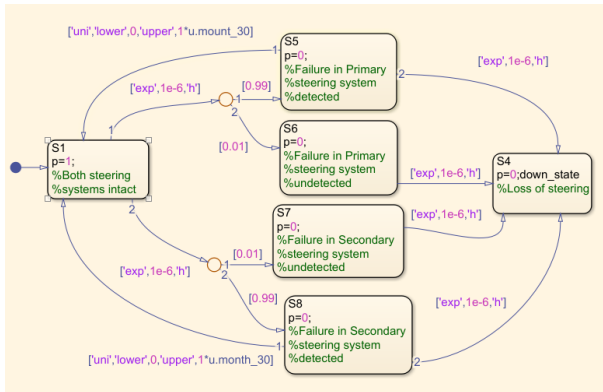 ['uni','lower',0,'upper',1*u.mount_30]
S5
p=0;
%Failure in Primary
%steering system
%detected
1
2
['exp',1e-6,'h']
['exp',1e-6,'h']
[0.99]
1
2
[0.01]
1
S6
p=0;
%Failure in Primary
%steering system
%undetected
['exp',1e-6,'h']
S1
p=1;
%Both steering
%systems intact
2
S4
p=0;down_state
%Loss of steering
S7
p=0;
%Failure in Secondary
%steering system
%undetected
['exp',1e-6,'h']
[0.01]
1
2
['exp',1e-6,'h']
[0.99]
S8
p=0;
%Failure in Secondary
%steering system
%detected
1
2
['exp',1e-6,'h']
['uni','lower',0,'upper',1*u.month_30]